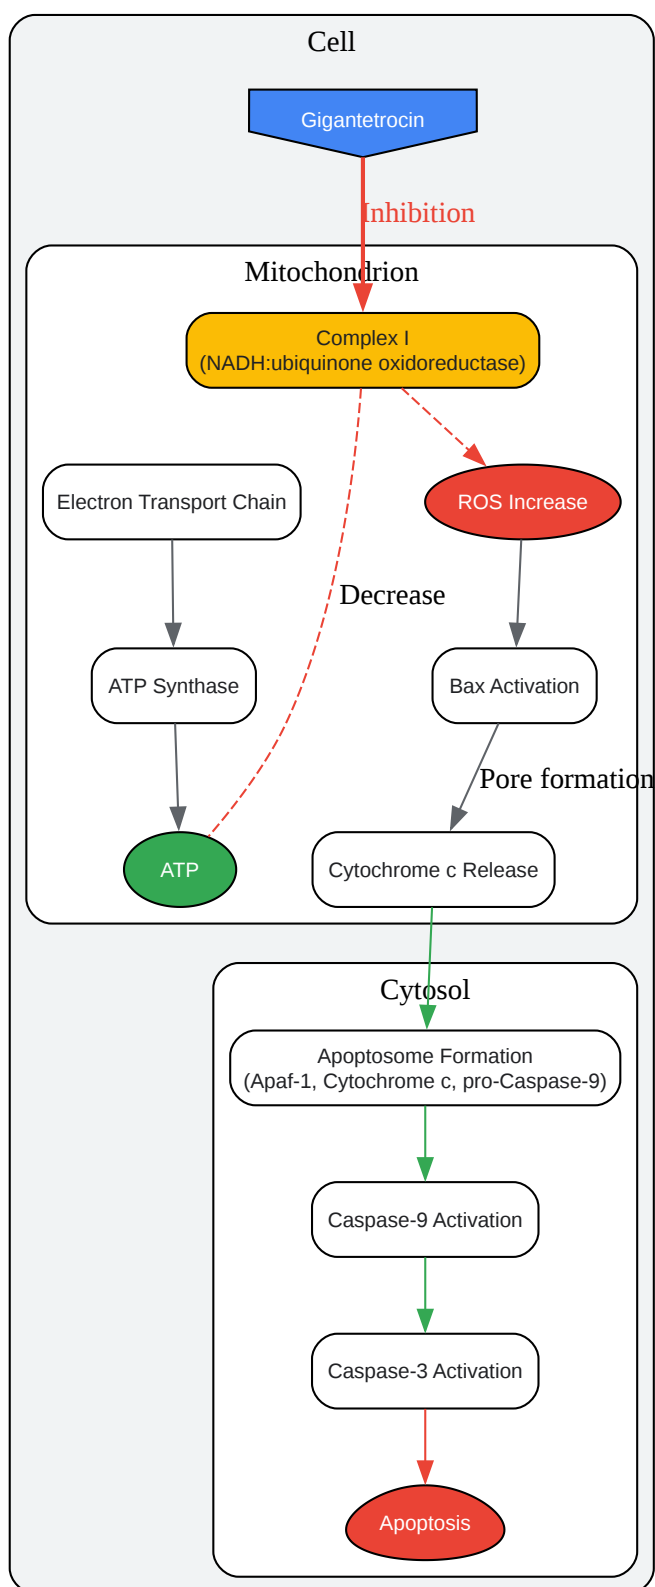 Cell
Gigantetrocin
Inhibition
Mitochondrion
Complex I
(NADH:ubiquinone oxidoreductase)
Electron Transport Chain
ROS Increase
Decrease
ATP Synthase
Bax Activation
Pore formation
ATP
Cytochrome c Release
Cytosol
Apoptosome Formation
(Apaf-1, Cytochrome c, pro-Caspase-9)
Caspase-9 Activation
Caspase-3 Activation
Apoptosis